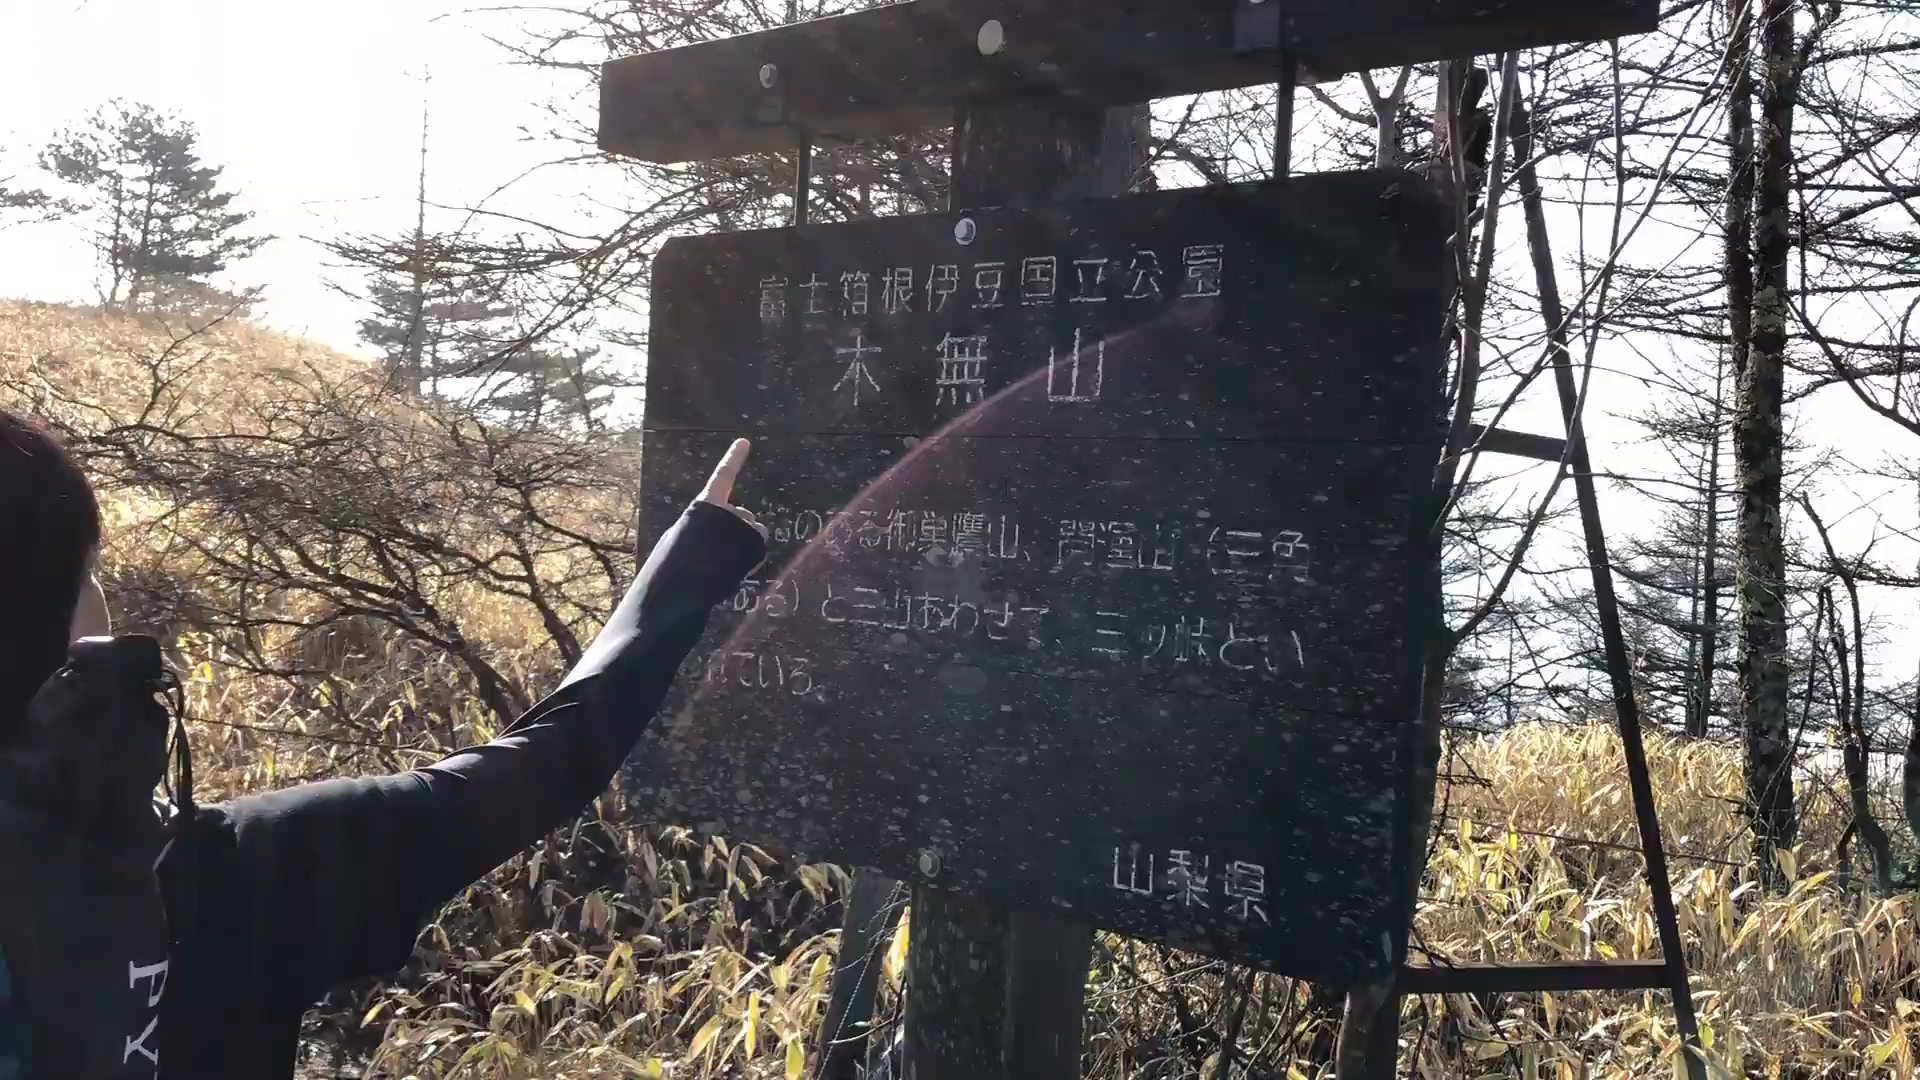 富士箱根伊豆国立公園
木無山
のある御巣鷹山、開運山(三角
ある)と三山あわせて、三ッ峠とい
れている。
山梨県
PY